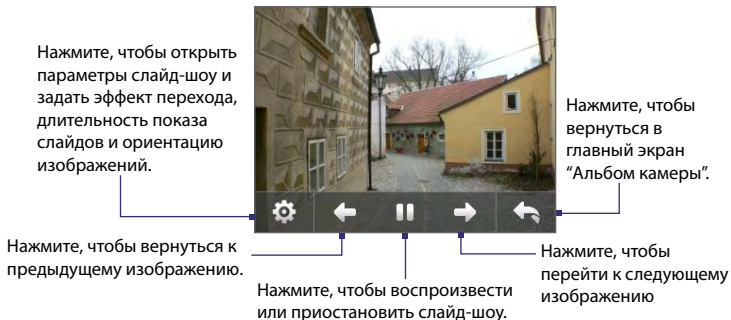 Нажмите, чтобы открыть
параметры слайд-шоу и
задать эффект перехода,
длительность показа
слайдов и ориентацию
изображений.
Нажмите, чтобы
вернуться в
главный экран
“Альбом камеры”.
Нажмите, чтобы вернуться к
предыдущему изображению.
Нажмите, чтобы воспроизвести
или приостановить слайд-шоу.
Нажмите, чтобы
перейти к следующему
изображению